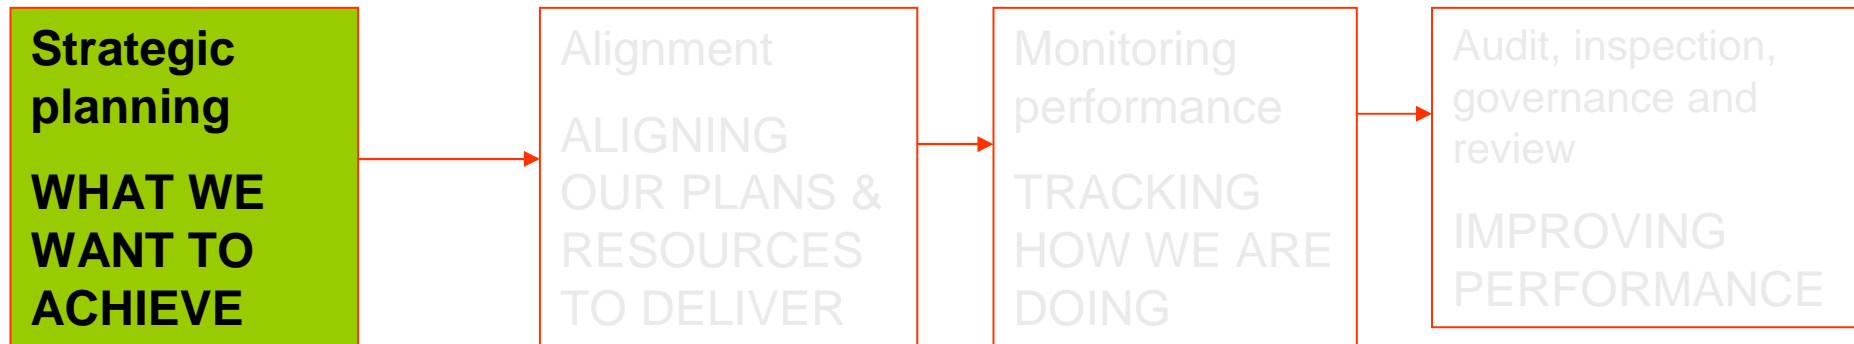 Strategic
planning
WHAT WE
WANT TO
ACHIEVE
Alignment
ALIGNING
OUR PLANS &
RESOURCES
TO DELIVER
Monitoring
performance
TRACKING
HOW WE ARE
DOING
Audit, inspection,
governance and
review
IMPROVING
PERFORMANCE